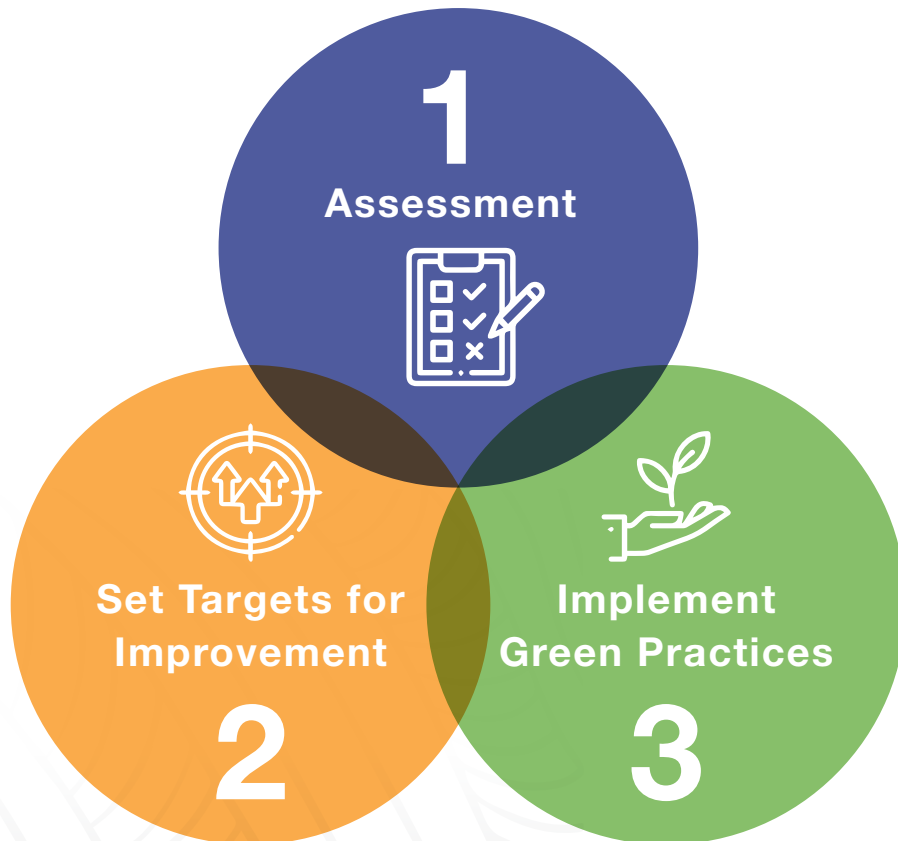 1
Assessment
Set Targets for
Improvement
2
Implement
Green Practices
3